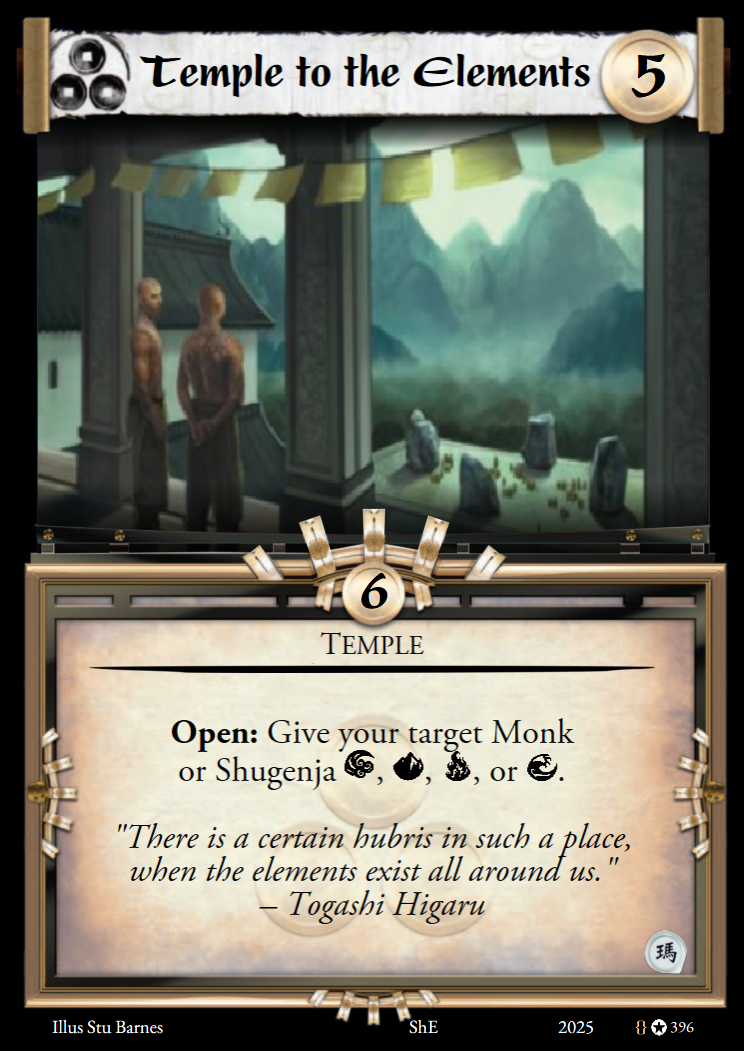 Temple to the Elements 5
6
TEMPLE
Open: Give your target Monk
or Shugenja , , , or .
"There is a certain hubris in such a place,
when the elements exist all around us."
– Togashi Higaru
瑪
Illus Stu Barnes ShE 2025 {} 396